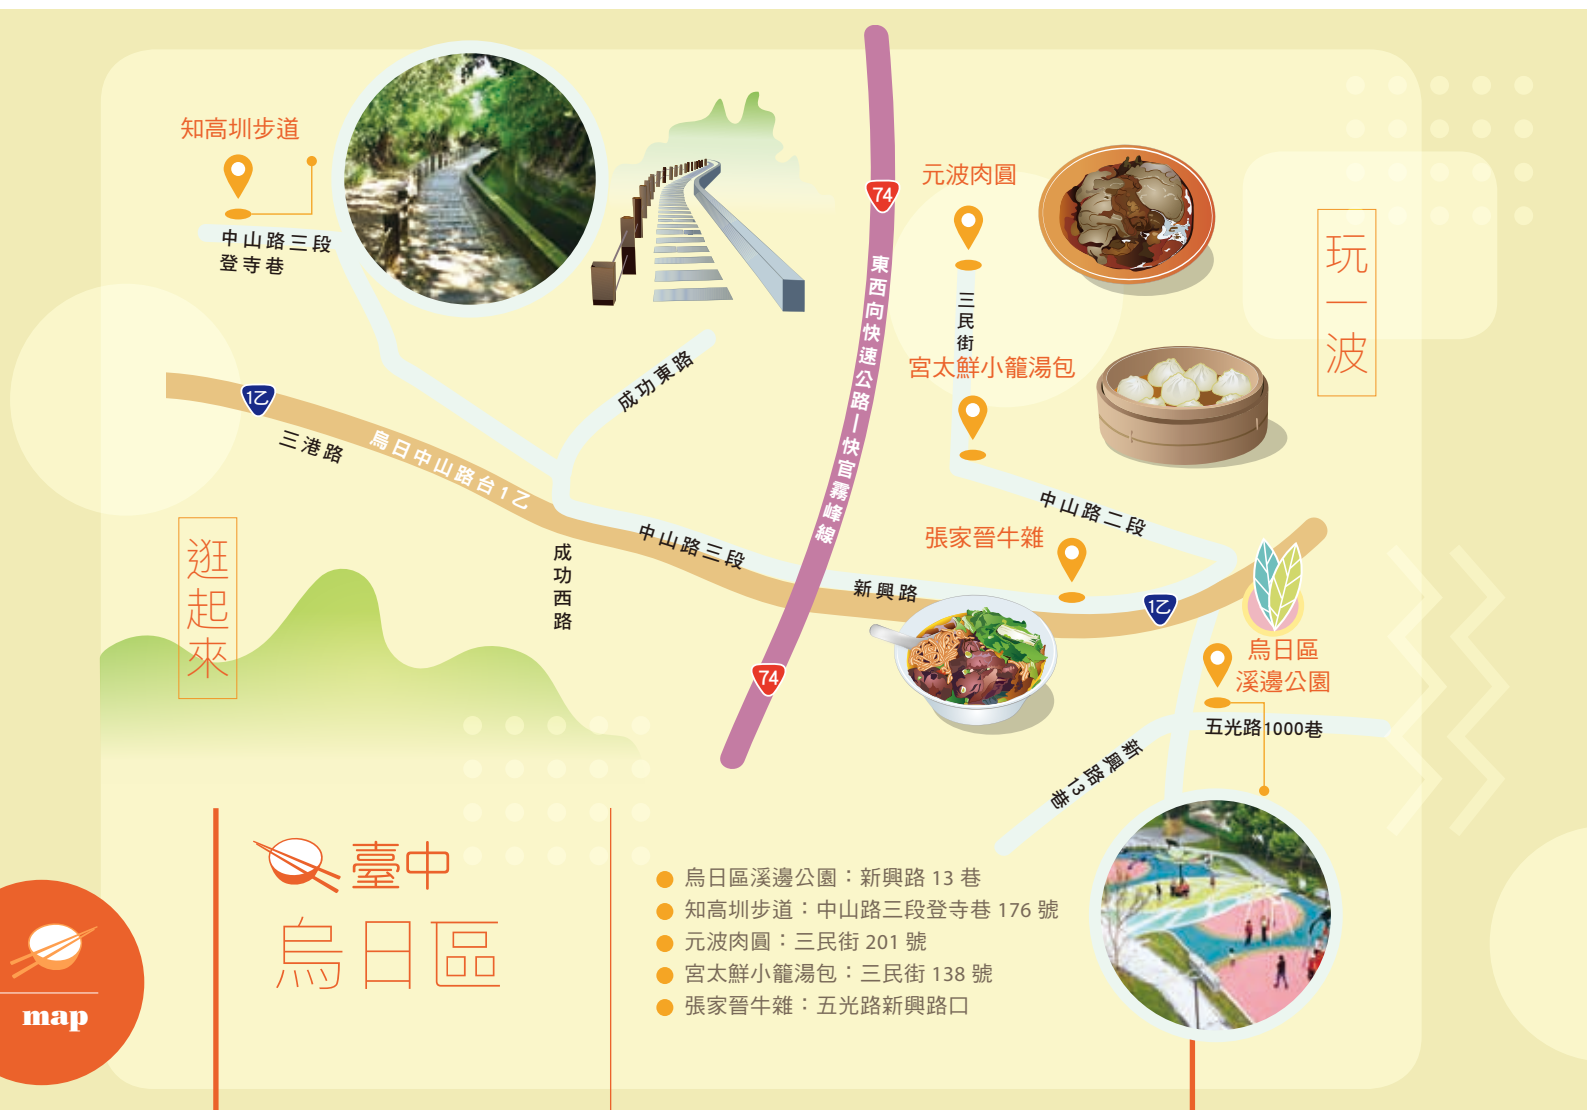 知高圳步道
中山路三段
登寺巷
74
東西向快速公路—快官霧峰線
74
元波肉圓
三民街
宮太鮮小籠湯包
玩一波
成功東路
1乙
三港路
烏日中山路台1乙
中山路三段
成功西路
中山路二段
張家晉牛雜
新興路
1乙
烏日區
溪邊公園
五光路1000巷
新興路13巷
逛起來
臺中
烏日區
map
烏日區溪邊公園：新興路 13 巷
知高圳步道：中山路三段登寺巷 176 號
元波肉圓：三民街 201 號
宮太鮮小籠湯包：三民街 138 號
張家晉牛雜：五光路新興路口